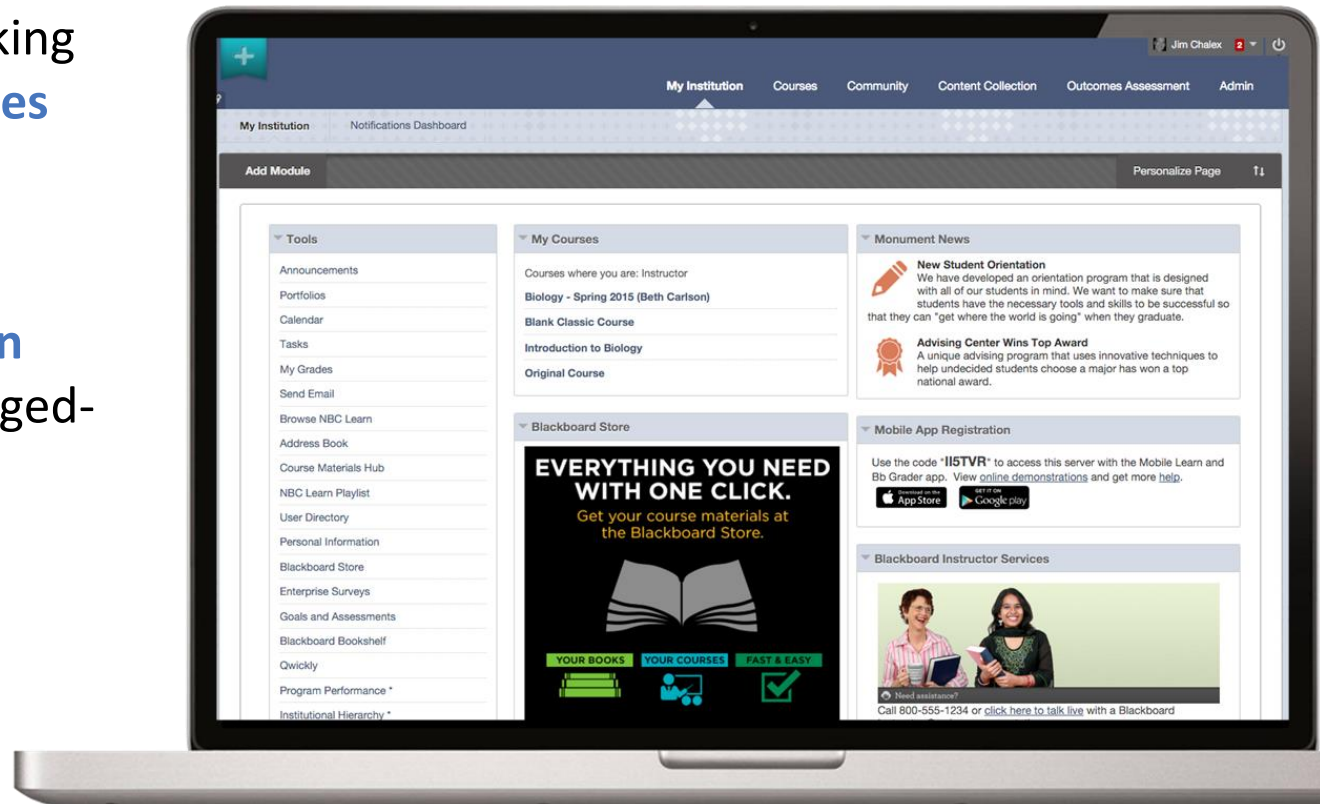 king
es
n
ged-
Jim Chalex 2
My Institution Courses Community Content Collection Outcomes Assessment Admin
My Institution Notifications Dashboard
Add Module Personalize Page
Tools
Announcements
Portfolios
Calendar
Tasks
My Grades
Send Email
Browse NBC Learn
Address Book
Course Materials Hub
NBC Learn Playlist
User Directory
Personal Information
Blackboard Store
Enterprise Surveys
Goals and Assessments
Blackboard Bookshelf
Qwickly
Program Performance *
Institutional Hierarchy *
My Courses
Courses where you are: Instructor
Biology - Spring 2015 (Beth Carlson)
Blank Classic Course
Introduction to Biology
Original Course
Blackboard Store
EVERYTHING YOU NEED
WITH ONE CLICK.
Get your course materials at
the Blackboard Store.
YOUR BOOKS YOUR COURSES FAST & EASY
Monument News
New Student Orientation
We have developed an orientation program that is designed
with all of our students in mind. We want to make sure that
students have the necessary tools and skills to be successful so
that they can "get where the world is going" when they graduate.
Advising Center Wins Top
Award
A unique advising program that uses innovative techniques to
help undecided students choose a major has won a top
national award.
Mobile App Registration
Use the code "II5TVR" to access this server with the Mobile Learn and
Bb Grader app. View online demonstrations and get more help.
Download on the
App Store
GET IT ON
Google play
Blackboard Instructor Services
Need assistance?
Call 800-555-1234 or click here to talk live with a Blackboard